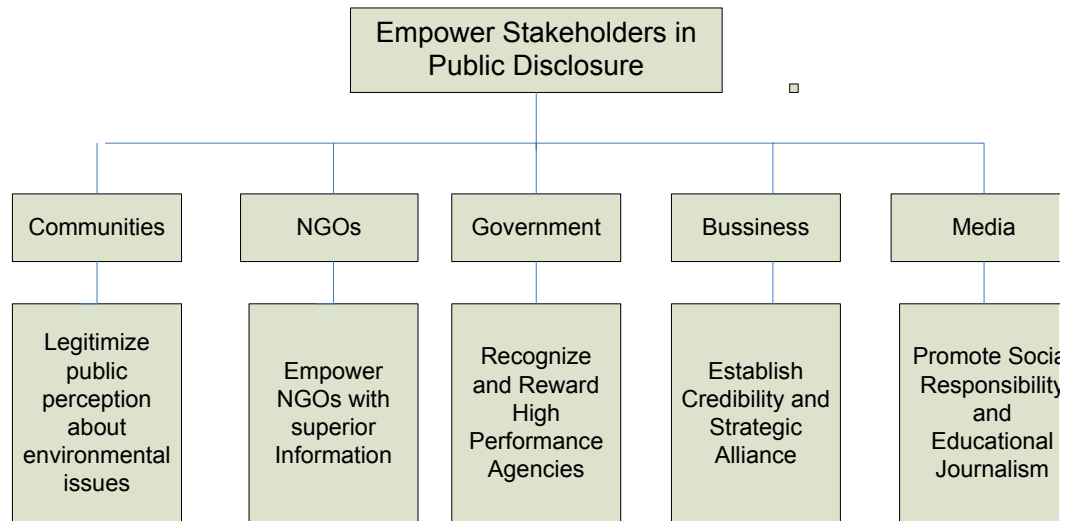 Empower Stakeholders in
Public Disclosure
Communities
NGOs
Government
Bussiness
Media
Legitimize
public
perception
about
environmental
issues
Empower
NGOs with
superior
Information
Recognize
and Reward
High
Performance
Agencies
Establish
Credibility and
Strategic
Alliance
Promote Socia
Responsibility
and
Educational
Journalism